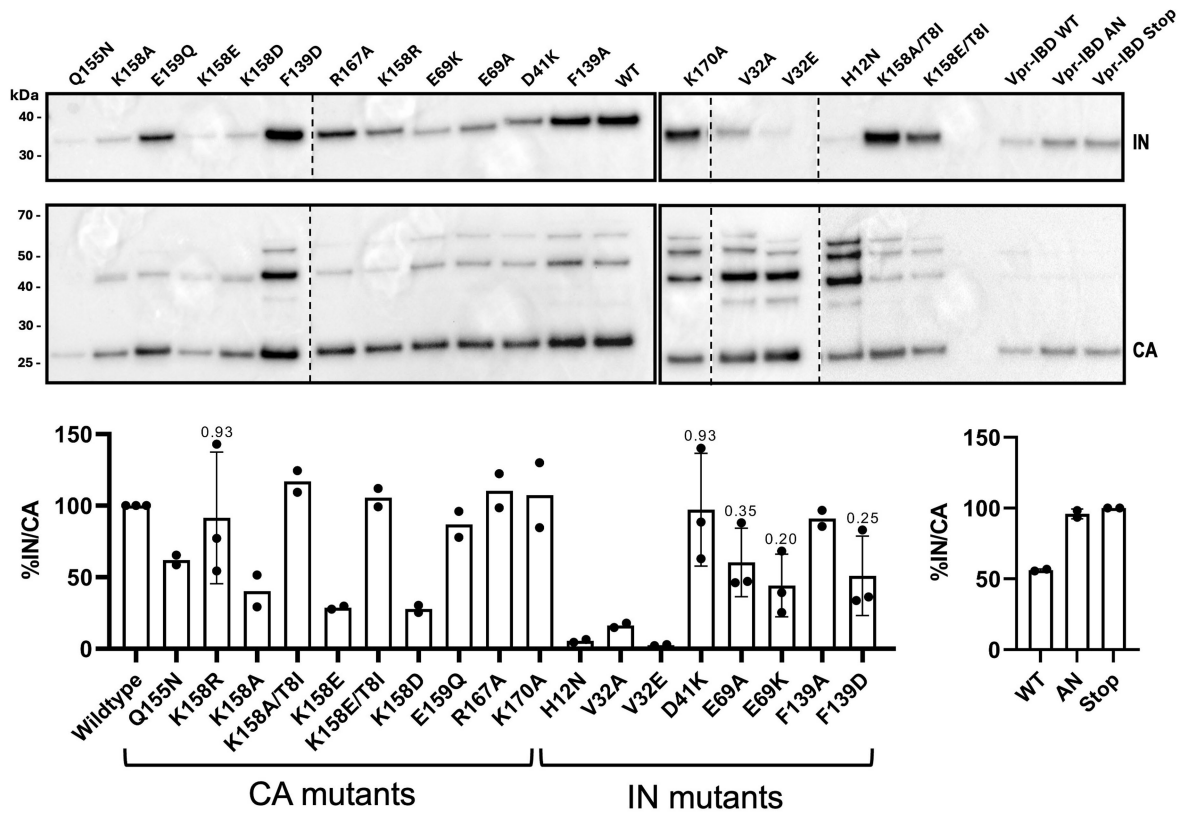 Q155N K158A E159Q K158E K158D F139D R167A K158R E69K E69A D41K F139A WT K170A V32A V32E H12N K158A/T8I K158E/T8I Vpr-IBD WT Vpr-IBD AN Vpr-IBD Stop
kDa
40 -
IN
30 -
70 -
50 -
40 -
30 -
CA
25 -
%IN/CA
150
100
50
0
0.93
0.93
0.35
0.20
0.25
Wildtype Q155N K158R K158A K158A/T8I K158E K158E/T8I K158D E159Q R167A K170A H12N V32A V32E D41K E69A E69K F139A F139D
CA mutants
IN mutants
%IN/CA
150
100
50
0
WT AN Stop